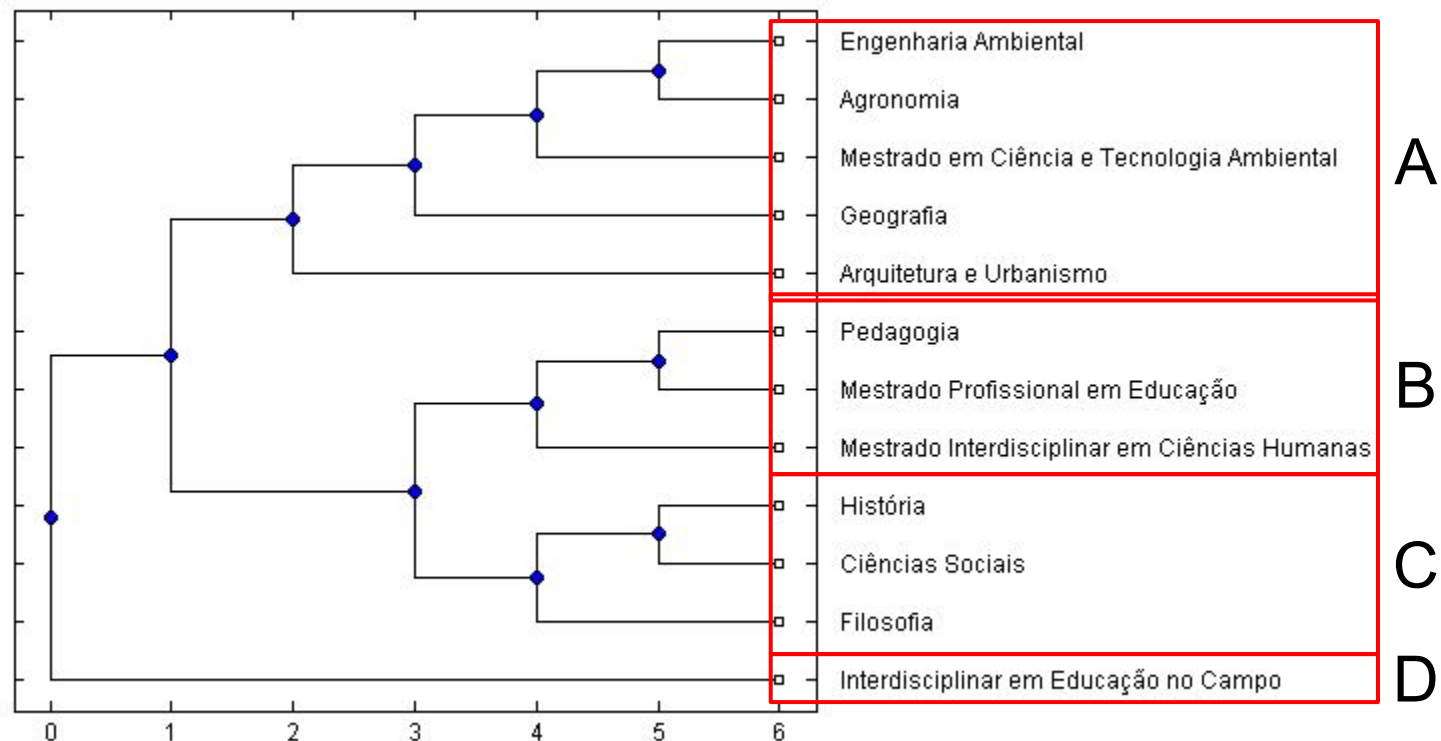 Engenharia Ambiental
Agronomia
Mestrado em Ciência e Tecnologia Ambiental
Geografia
Arquitetura e Urbanismo
A
Pedagogia
Mestrado Profissional em Educação
Mestrado Interdisciplinar em Ciências Humanas
B
História
Ciências Sociais
Filosofia
C
Interdisciplinar em Educação no Campo
D
0 1 2 3 4 5 6